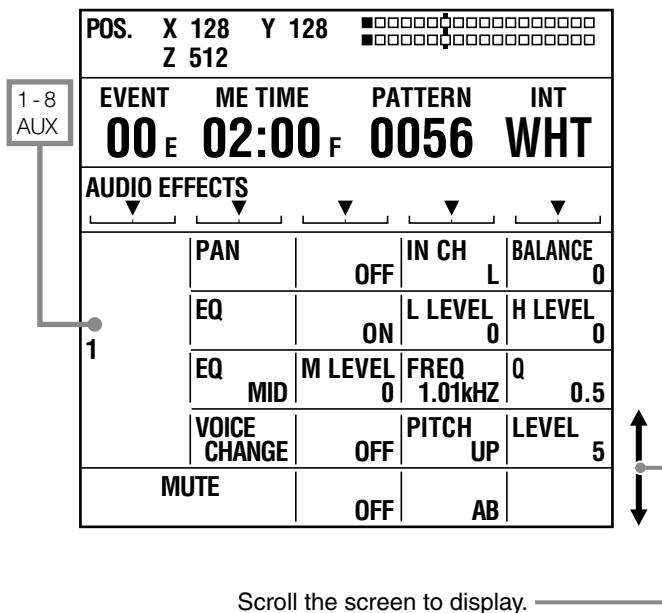 POS. X 128 Y 128
Z 512
1 - 8
AUX
EVENT ME TIME PATTERN INT
00 E 02:00 F 0056 WHT
AUDIO EFFECTS
PAN OFF IN CH L BALANCE 0
EQ ON L LEVEL 0 H LEVEL 0
1
EQ MID M LEVEL 0 FREQ 1.01kHZ Q 0.5
VOICE CHANGE OFF PITCH UP LEVEL 5
MUTE OFF AB
Scroll the screen to display.